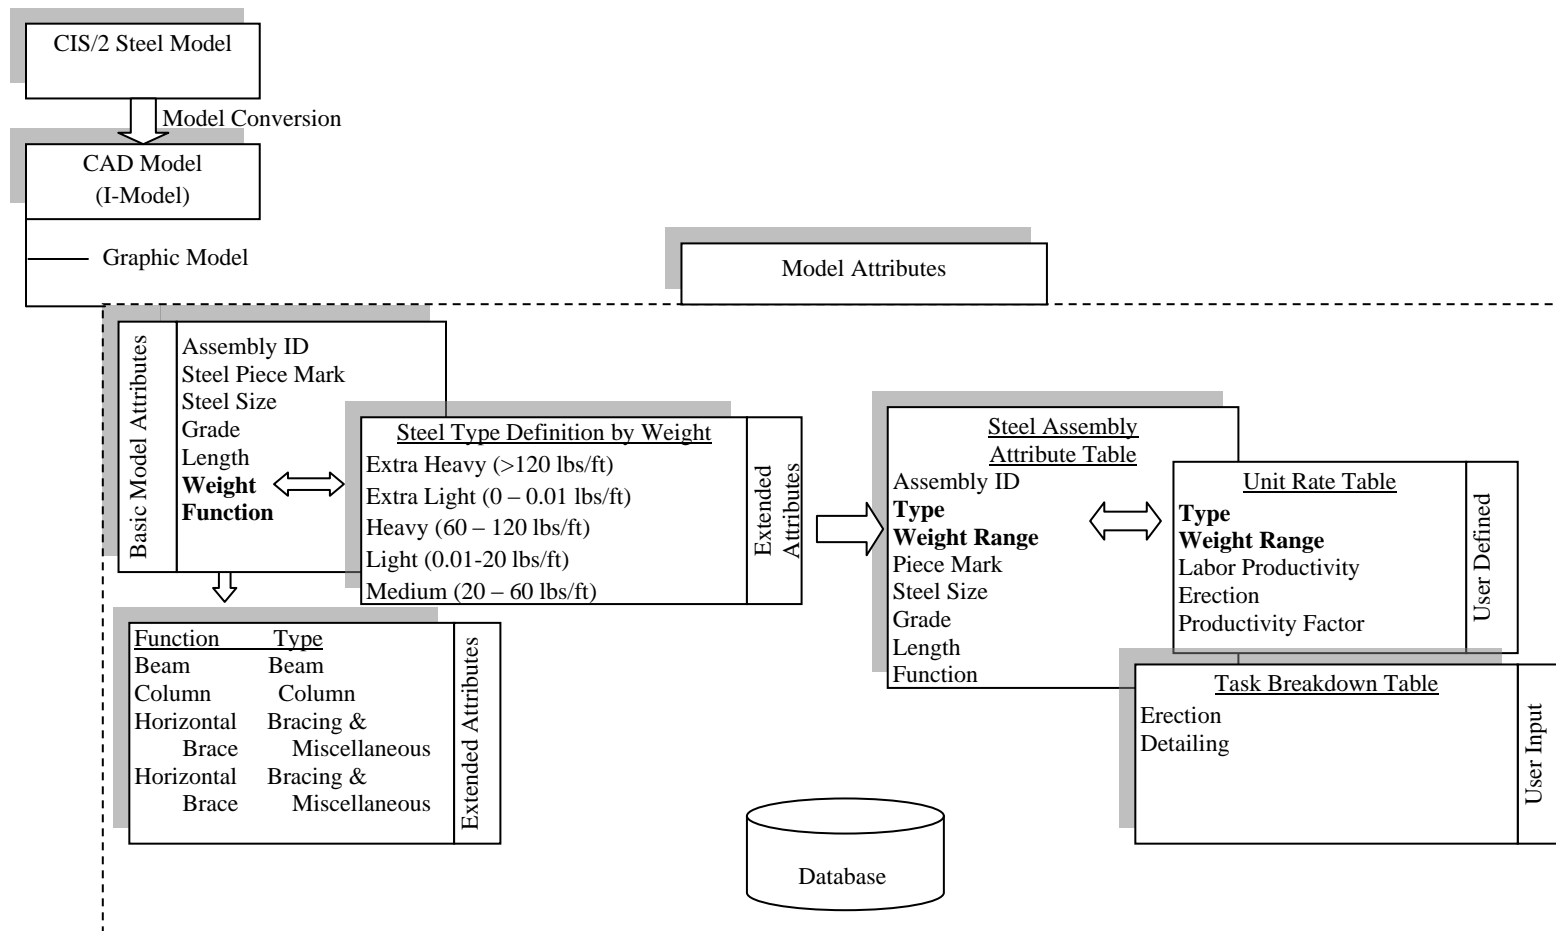 CIS/2 Steel Model
Model Conversion
CAD Model
(I-Model)
Graphic Model
Model Attributes
Basic Model Attributes
Assembly ID
Steel Piece Mark
Steel Size
Grade
Length
Weight
Function
Steel Type Definition by Weight
Extra Heavy (>120 lbs/ft)
Extra Light (0 – 0.01 lbs/ft)
Heavy (60 – 120 lbs/ft)
Light (0.01-20 lbs/ft)
Medium (20 – 60 lbs/ft)
Extended
Attributes
Function Type
Beam Beam
Column Column
Horizontal Bracing &
Brace Miscellaneous
Horizontal Bracing &
Brace Miscellaneous
Extended Attributes
Steel Assembly
Attribute Table
Assembly ID
Type
Weight Range
Piece Mark
Steel Size
Grade
Length
Function
Unit Rate Table
Type
Weight Range
Labor Productivity
Erection
Productivity Factor
User Defined
Task Breakdown Table
Erection
Detailing
User Input
Database